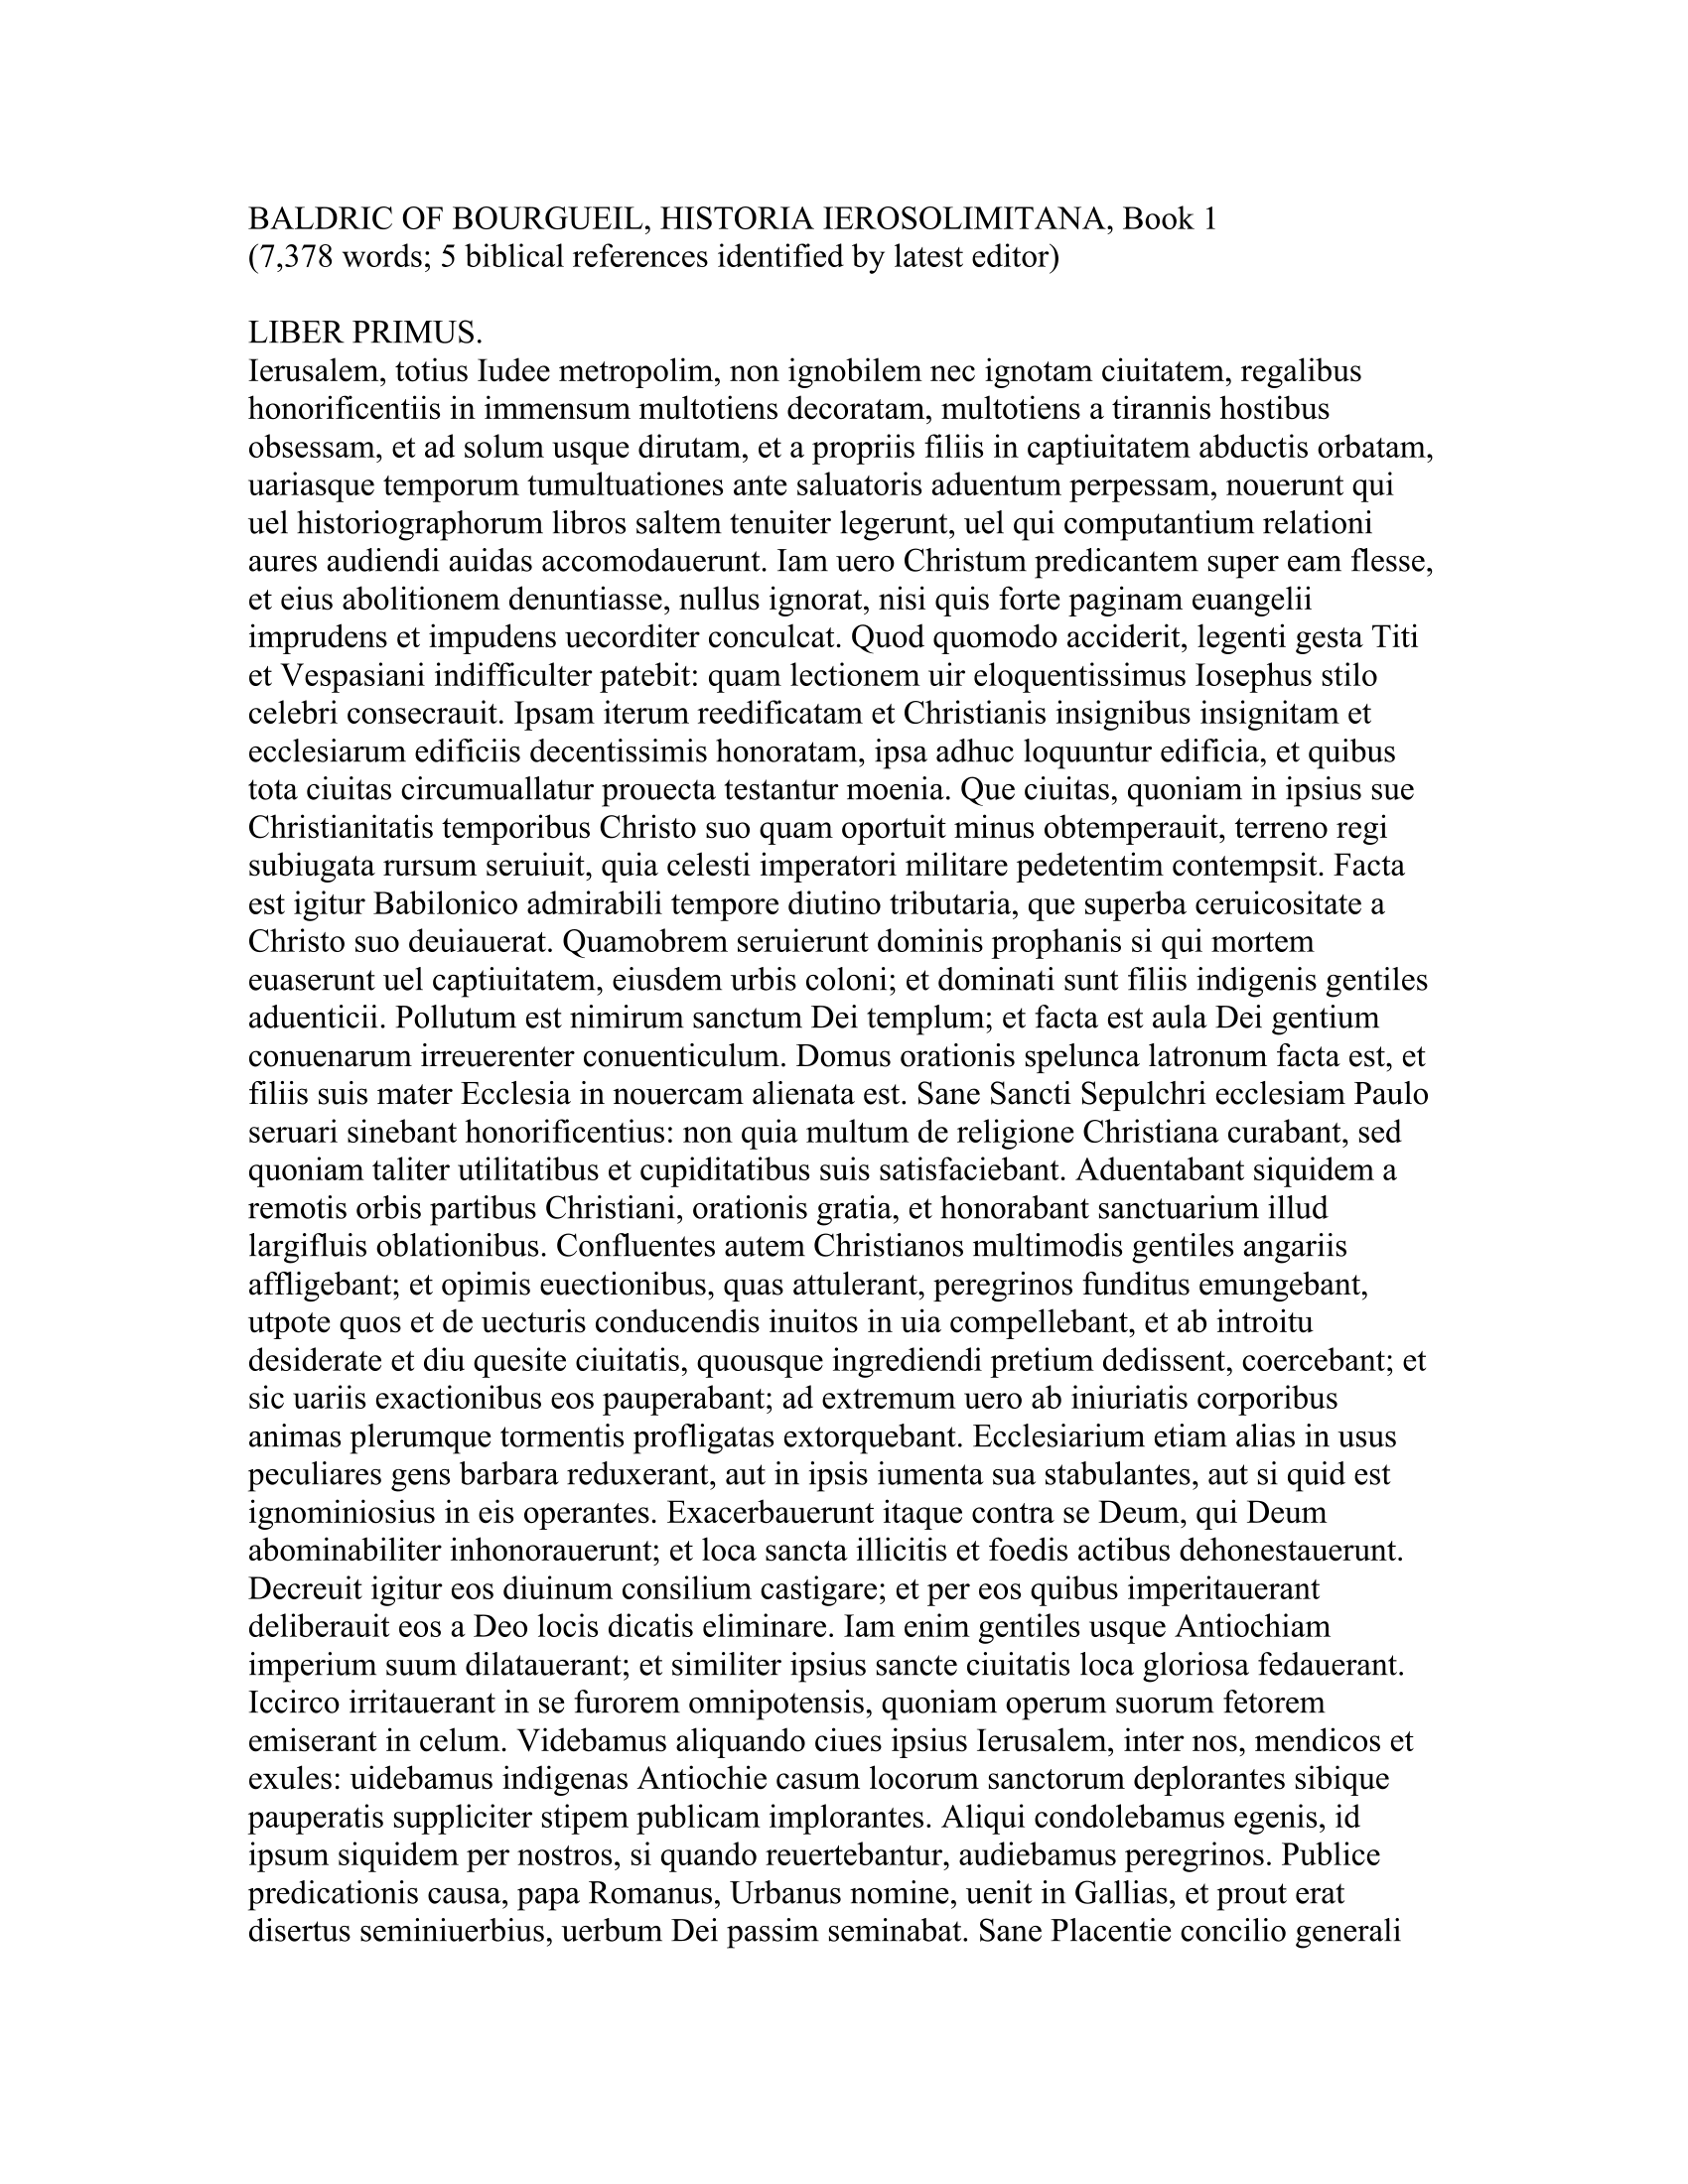 BALDRIC OF BOURGUEIL, HISTORIA IEROSOLIMITANA, Book 1
(7,378 words; 5 biblical references identified by latest editor)
LIBER PRIMUS.
Ierusalem, totius Iudee metropolim, non ignobilem nec ignotam ciuitatem, regalibus
honorificentiis in immensum multotiens decoratam, multotiens a tirannis hostibus
obsessam, et ad solum usque dirutam, et a propriis filiis in captiuitatem abductis orbatam,
uariasque temporum tumultuationes ante saluatoris aduentum perpessam, nouerunt qui
uel historiographorum libros saltem tenuiter legerunt, uel qui computantium relationi
aures audiendi auidas accomodauerunt. Iam uero Christum predicantem super eam flesse,
et eius abolitionem denuntiasse, nullus ignorat, nisi quis forte paginam euangelii
imprudens et impudens uecorditer conculcat. Quod quomodo acciderit, legenti gesta Titi
et Vespasiani indifficulter patebit: quam lectionem uir eloquentissimus Iosephus stilo
celebri consecrauit. Ipsam iterum reedificatam et Christianis insignibus insignitam et
ecclesiarum edificiis decentissimis honoratam, ipsa adhuc loquuntur edificia, et quibus
tota ciuitas circumuallatur prouecta testantur moenia. Que ciuitas, quoniam in ipsius sue
Christianitatis temporibus Christo suo quam oportuit minus obtemperauit, terreno regi
subiugata rursum seruiuit, quia celesti imperatori militare pedetentim contempsit. Facta
est igitur Babilonico admirabili tempore diutino tributaria, que superba ceruicositate a
Christo suo deuiauerat. Quamobrem seruierunt dominis prophanis si qui mortem
euaserunt uel captiuitatem, eiusdem urbis coloni; et dominati sunt filiis indigenis gentiles
aduenticii. Pollutum est nimirum sanctum Dei templum; et facta est aula Dei gentium
conuenarum irreuerenter conuenticulum. Domus orationis spelunca latronum facta est, et
filiis suis mater Ecclesia in nouercam alienata est. Sane Sancti Sepulchri ecclesiam Paulo
seruari sinebant honorificentius: non quia multum de religione Christiana curabant, sed
quoniam taliter utilitatibus et cupiditatibus suis satisfaciebant. Aduentabant siquidem a
remotis orbis partibus Christiani, orationis gratia, et honorabant sanctuarium illud
largifluis oblationibus. Confluentes autem Christianos multimodis gentiles angariis
affligebant; et opimis euectionibus, quas attulerant, peregrinos funditus emungebant,
utpote quos et de uecturis conducendis inuitos in uia compellebant, et ab introitu
desiderate et diu quesite ciuitatis, quousque ingrediendi pretium dedissent, coercebant; et
sic uariis exactionibus eos pauperabant; ad extremum uero ab iniuriatis corporibus
animas plerumque tormentis profligatas extorquebant. Ecclesiarium etiam alias in usus
peculiares gens barbara reduxerant, aut in ipsis iumenta sua stabulantes, aut si quid est
ignominiosius in eis operantes. Exacerbauerunt itaque contra se Deum, qui Deum
abominabiliter inhonorauerunt; et loca sancta illicitis et foedis actibus dehonestauerunt.
Decreuit igitur eos diuinum consilium castigare; et per eos quibus imperitauerant
deliberauit eos a Deo locis dicatis eliminare. Iam enim gentiles usque Antiochiam
imperium suum dilatauerant; et similiter ipsius sancte ciuitatis loca gloriosa fedauerant.
Iccirco irritauerant in se furorem omnipotensis, quoniam operum suorum fetorem
emiserant in celum. Videbamus aliquando ciues ipsius Ierusalem, inter nos, mendicos et
exules: uidebamus indigenas Antiochie casum locorum sanctorum deplorantes sibique
pauperatis suppliciter stipem publicam implorantes. Aliqui condolebamus egenis, id
ipsum siquidem per nostros, si quando reuertebantur, audiebamus peregrinos. Publice
predicationis causa, papa Romanus, Urbanus nomine, uenit in Gallias, et prout erat
disertus seminiuerbius, uerbum Dei passim seminabat. Sane Placentie concilio generali